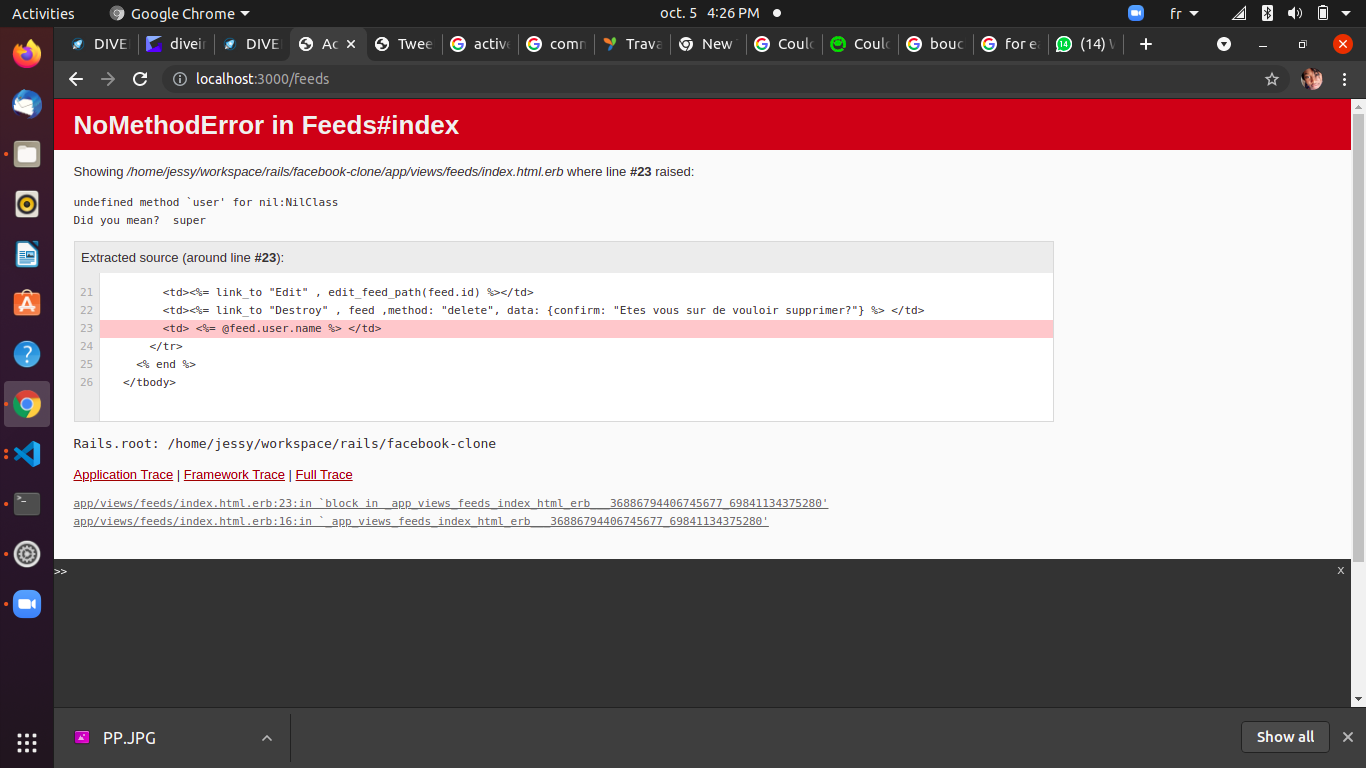 Activities Google Chrome oct. 5 4:26 PM fr
DIVE divein DIVE Ac Twee active comm Trava New Coulc Coulc bouc for ea (14)
localhost:3000/feeds
NoMethodError in Feeds#index
Showing /home/jessy/workspace/rails/facebook-clone/app/views/feeds/index.html.erb where line #23 raised:
undefined method `user' for nil:NilClass
Did you mean?  super
Extracted source (around line #23):
21 <td><%= link_to "Edit" , edit_feed_path(feed.id) %></td>
22 <td><%= link_to "Destroy" , feed ,method: "delete", data: {confirm: "Etes vous sur de vouloir supprimer?"} %> </td>
23 <td> <%= @feed.user.name %> </td>
24 </tr>
25 <% end %>
26 </tbody>
Rails.root: /home/jessy/workspace/rails/facebook-clone
Application Trace | Framework Trace | Full Trace
app/views/feeds/index.html.erb:23:in `block in _app_views_feeds_index_html_erb___36886794406745677_69841134375280'
app/views/feeds/index.html.erb:16:in `_app_views_feeds_index_html_erb___36886794406745677_69841134375280'
>> x
PP.JPG Show all